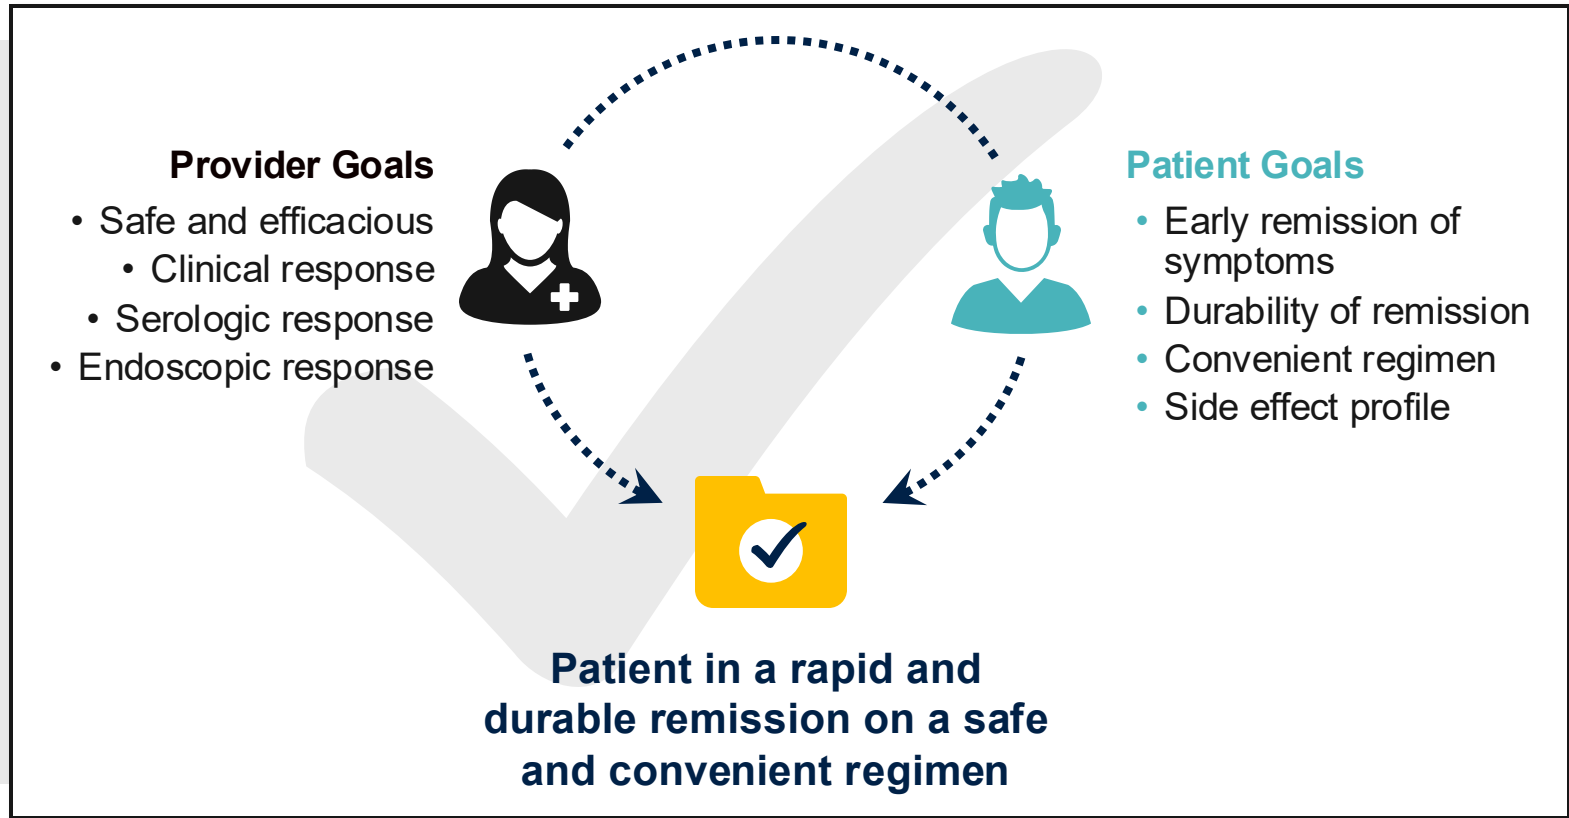 Provider Goals
• Safe and efficacious
• Clinical response
• Serologic response
• Endoscopic response
Patient Goals
• Early remission of
symptoms
• Durability of remission
• Convenient regimen
• Side effect profile
Patient in a rapid and
durable remission on a safe
and convenient regimen